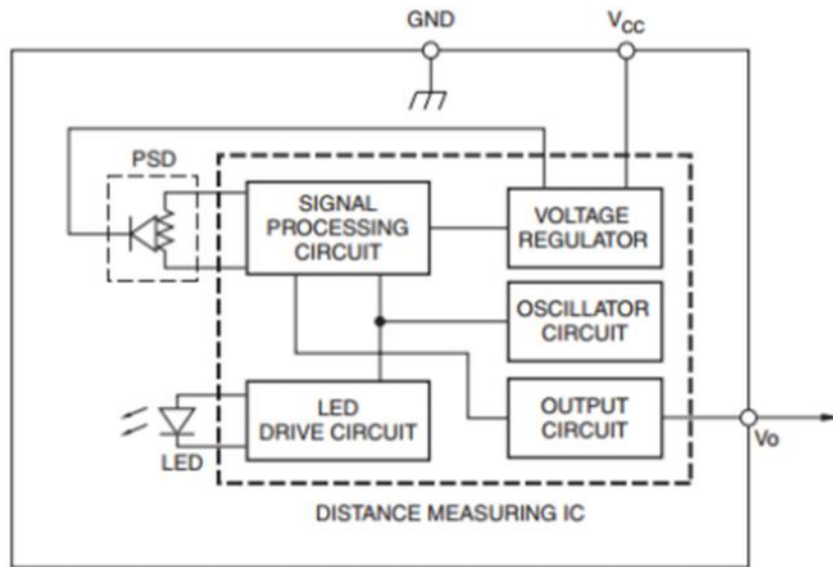 GND
VCC
PSD
SIGNAL
PROCESSING
CIRCUIT
VOLTAGE
REGULATOR
OSCILLATOR
CIRCUIT
LED
DRIVE CIRCUIT
OUTPUT
CIRCUIT
LED
Vo
DISTANCE MEASURING IC